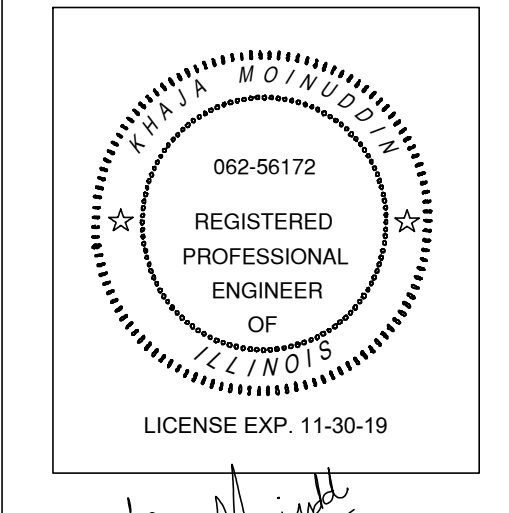 KHAJA MOINUDDIN
062-56172
REGISTERED
PROFESSIONAL
ENGINEER
OF
ILLINOIS
LICENSE EXP. 11-30-19